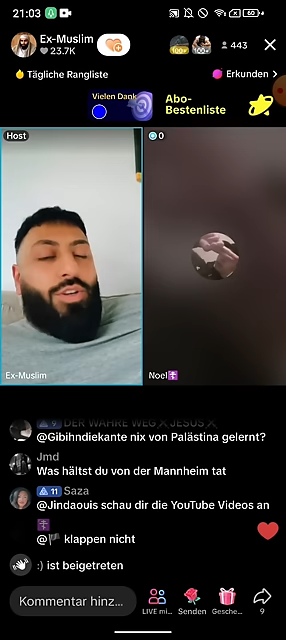 21:03
Ex-Muslim
23.7K
100+
100+
443
Tägliche Rangliste
Erkunden >
Vielen Dank
Abo-
Bestenliste
Host
0
Ex-Muslim
Noel✝️
DER WAHRE WEG X JESUS X
@Gibihndiekante nix von Palästina gelernt?
Jmd
Was hältst du von der Mannheim tat
11 Saza
@Jindaouis schau dir die YouTube Videos an
✝️
@🏴 klappen nicht
:) ist beigetreten
Kommentar hinz...
LIVE mi...
Senden
Gesche...
9